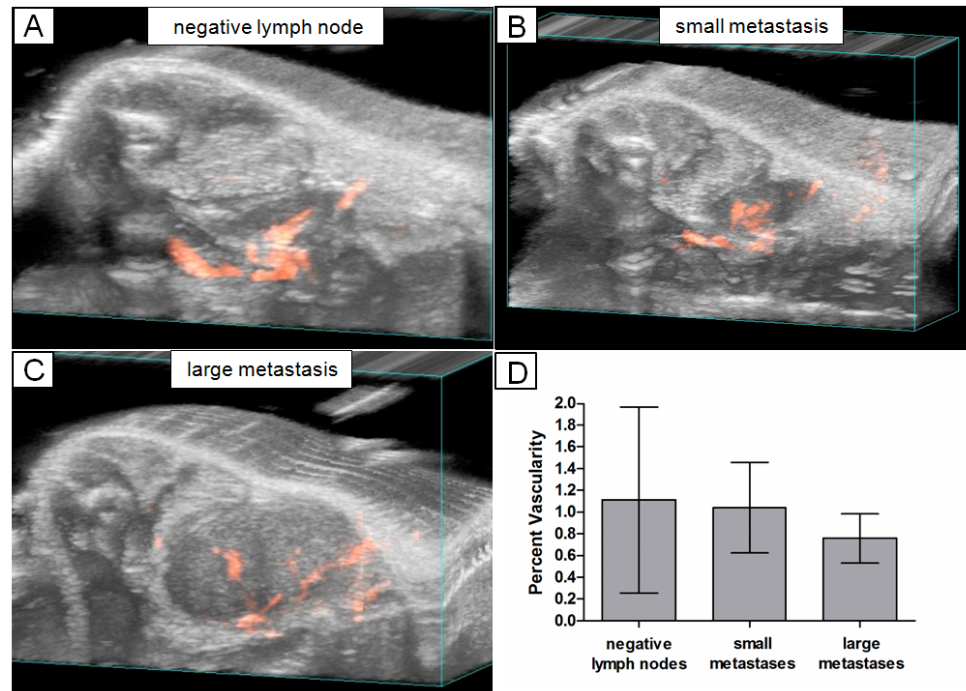 A
negative lymph node
B
small metastasis
C
large metastasis
D
Percent Vascularity
2.0
1.8
1.6
1.4
1.2
1.0
0.8
0.6
0.4
0.2
0.0
negative
lymph nodes
small
metastases
large
metastases